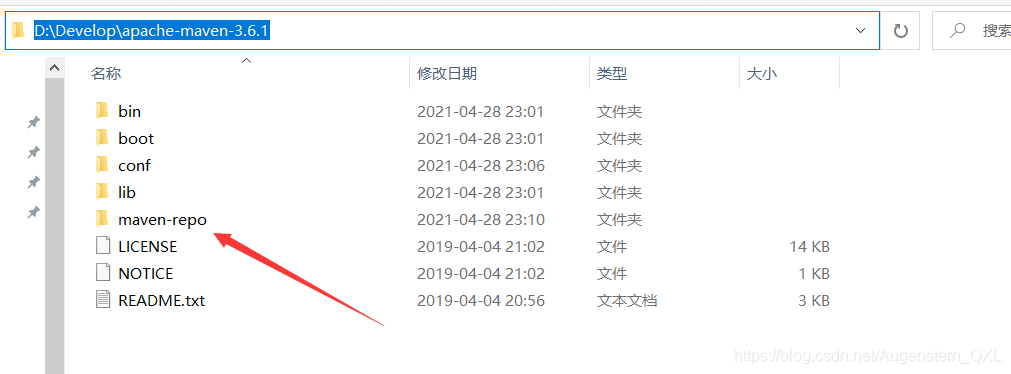 D:\Develop\apache-maven-3.6.1 搜索
名称 修改日期 类型 大小
bin 2021-04-28 23:01 文件夹
boot 2021-04-28 23:01 文件夹
conf 2021-04-28 23:06 文件夹
lib 2021-04-28 23:01 文件夹
maven-repo 2021-04-28 23:10 文件夹
LICENSE 2019-04-04 21:02 文件 14 KB
NOTICE 2019-04-04 21:02 文件 1 KB
README.txt 2019-04-04 20:56 文本文档 3 KB
https://blog.csdn.net/Augenstern_QXL